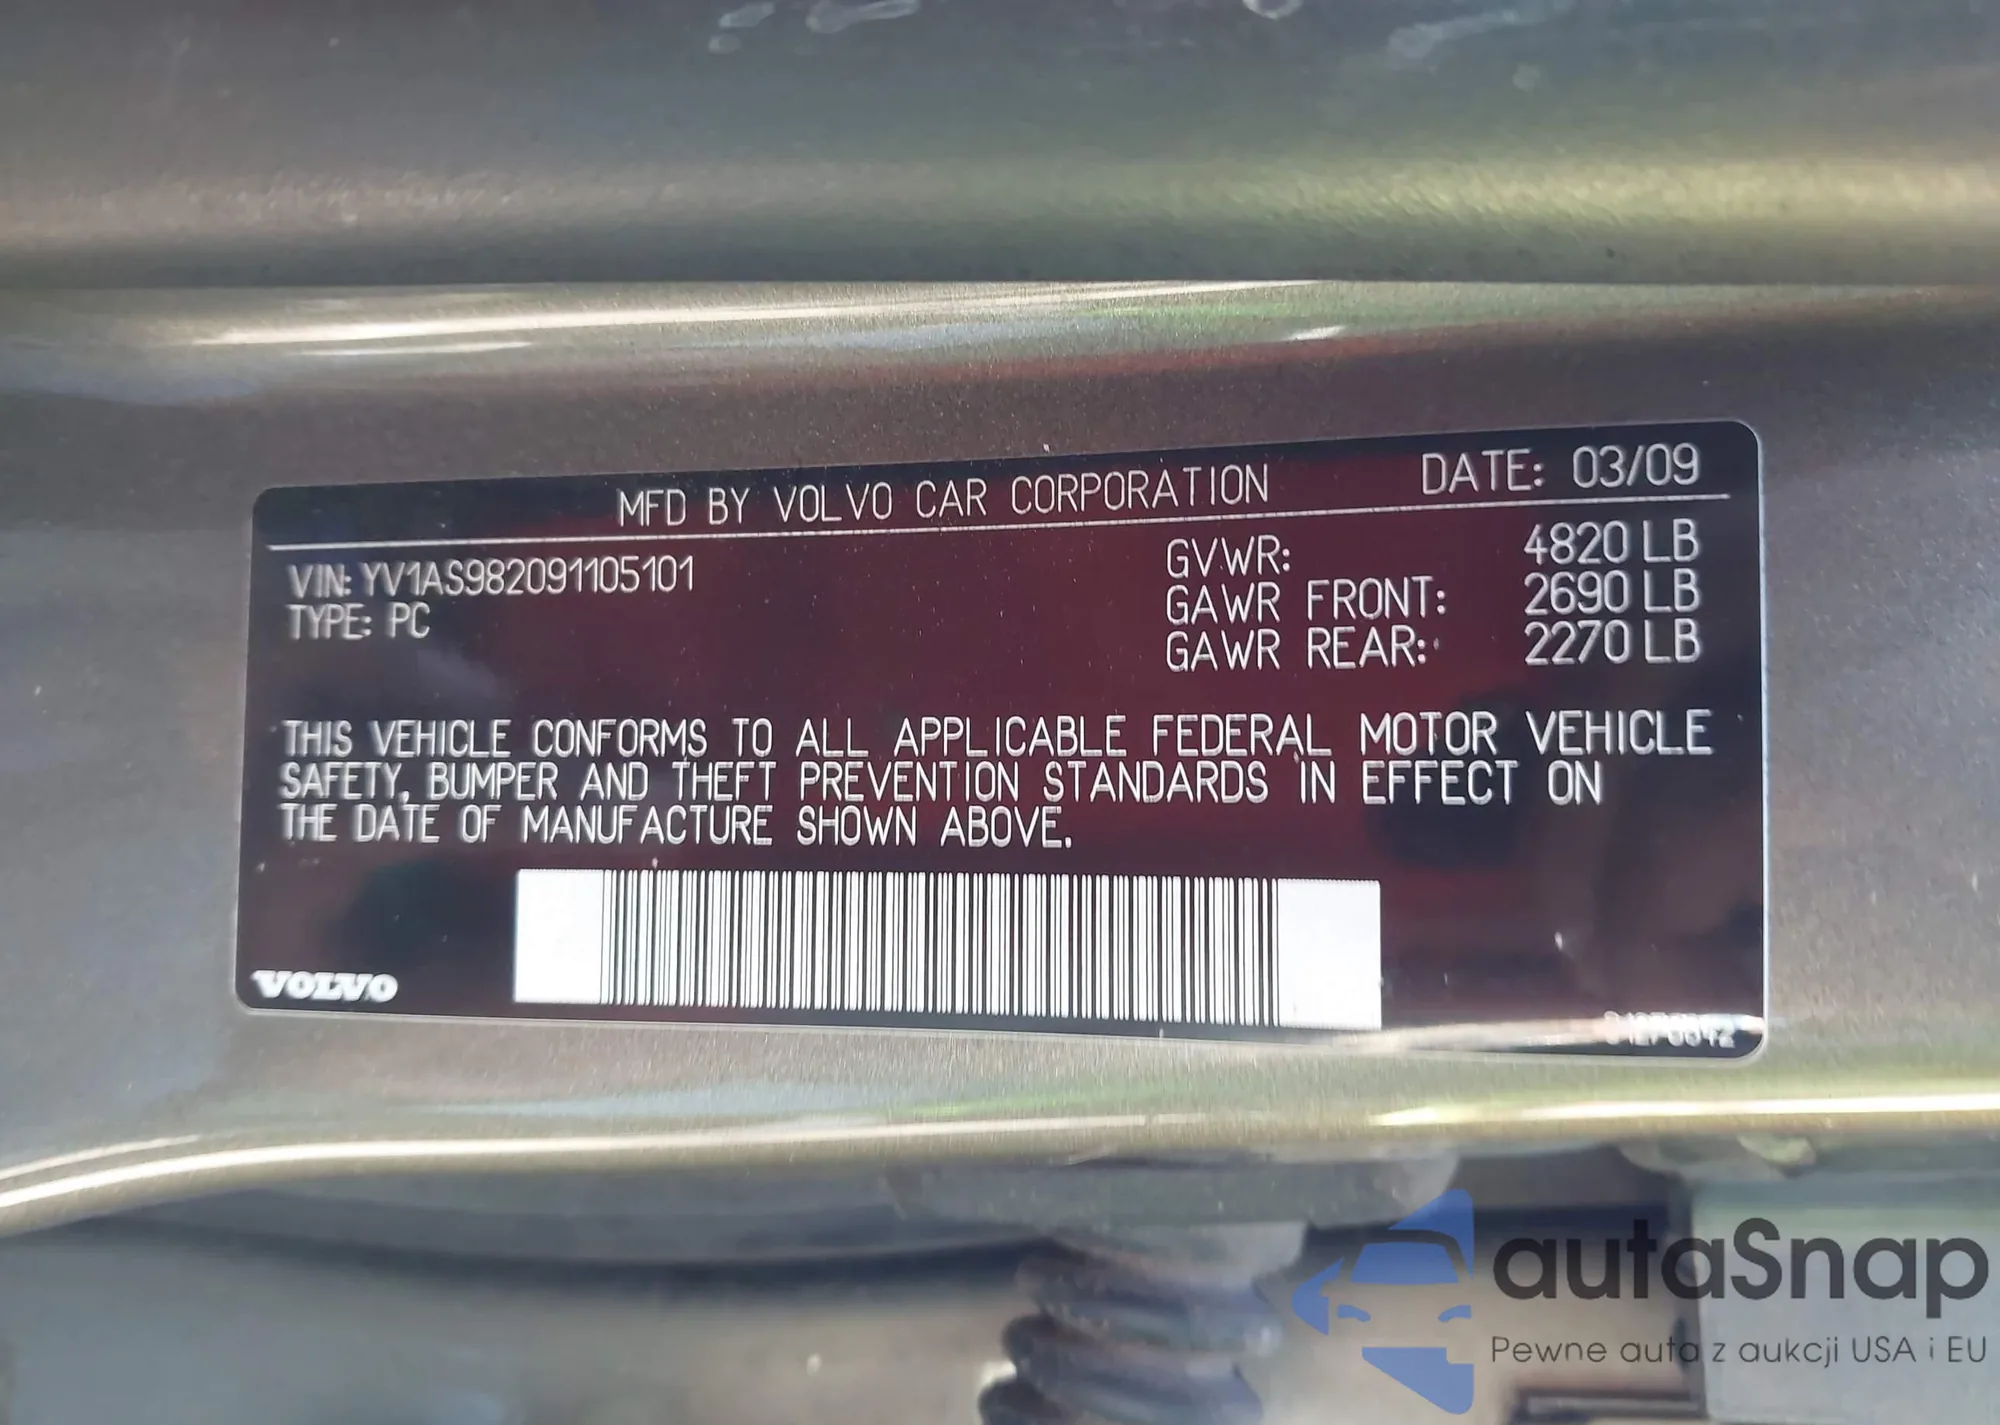 MFD BY VOLVO CAR CORPORATION DATE: 03/09
VIN: YV1AS982091105101
TYPE: PC
GVWR: 4820 LB
GAWR FRONT: 2690 LB
GAWR REAR: 2270 LB
THIS VEHICLE CONFORMS TO ALL APPLICABLE FEDERAL MOTOR VEHICLE
SAFETY, BUMPER AND THEFT PREVENTION STANDARDS IN EFFECT ON
THE DATE OF MANUFACTURE SHOWN ABOVE.
VOLVO
autaSnap
Pewne auta z aukcji USA i EU